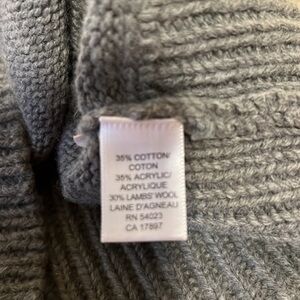 35% COTTON/
COTON
35% ACRYLIC/
ACRYLIQUE
30% LAMBS' WOOL
LAINE D'AGNEAU
RN 54023
CA 17897